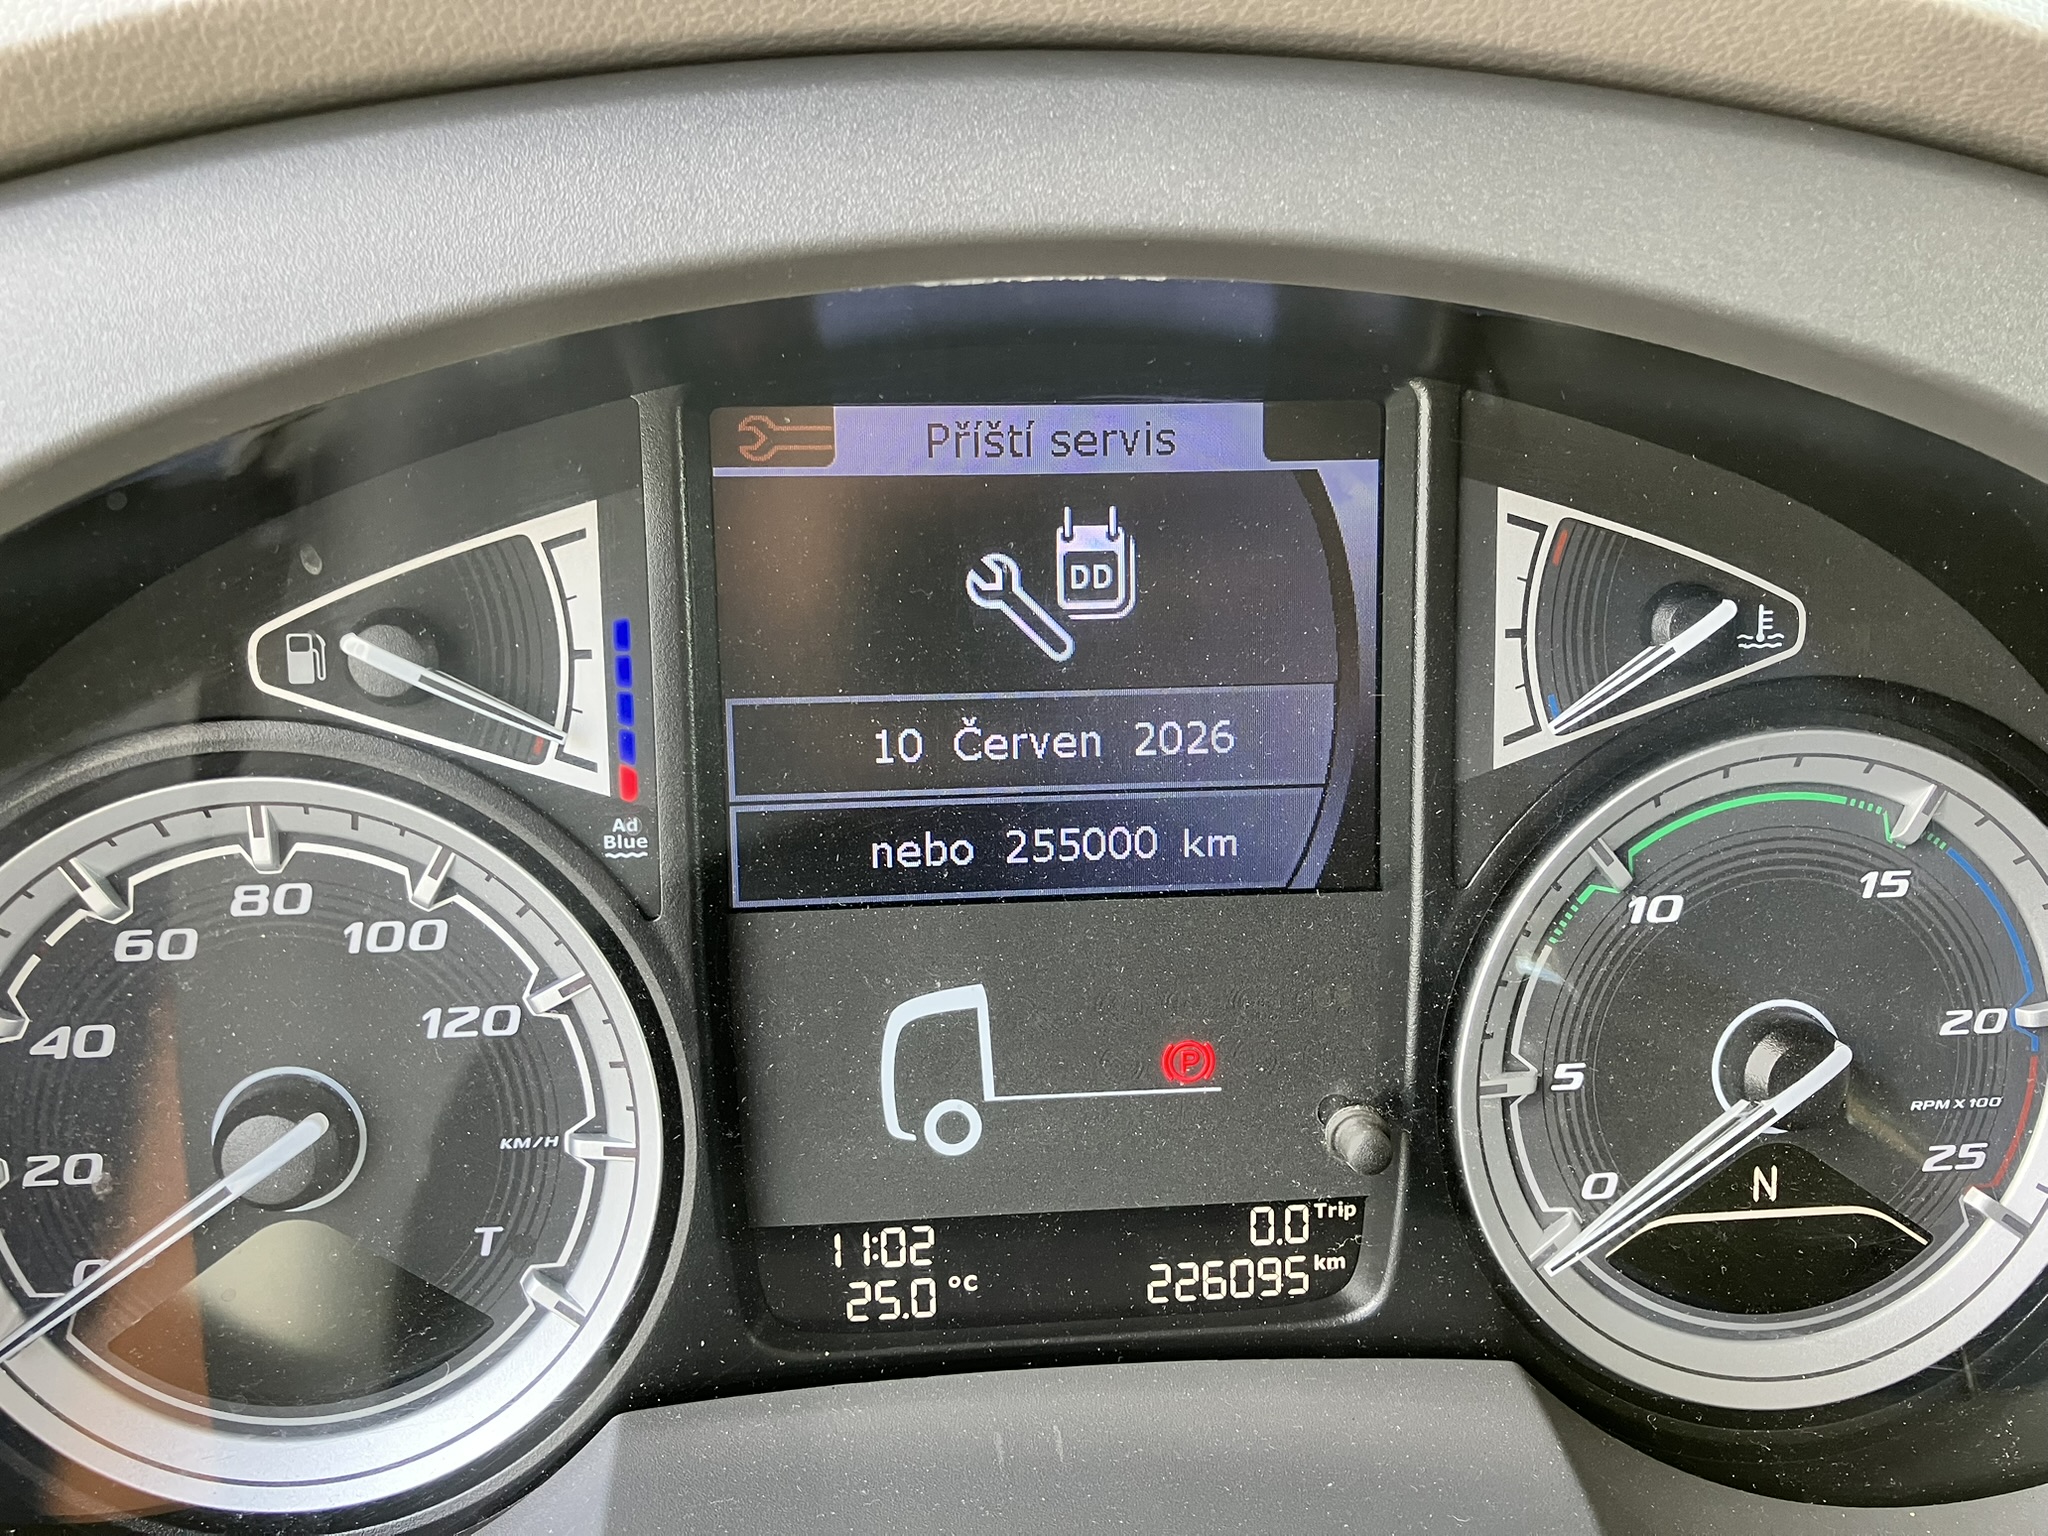 Příští servis
DD
10 Červen 2026
nebo 255000 km
Ad
Blue
0
20
40
60
80
100
120
KM/H
T
0
5
10
15
20
25
RPM X 100
N
P
11:02
25.0 °C
0.0 Trip
226095 km